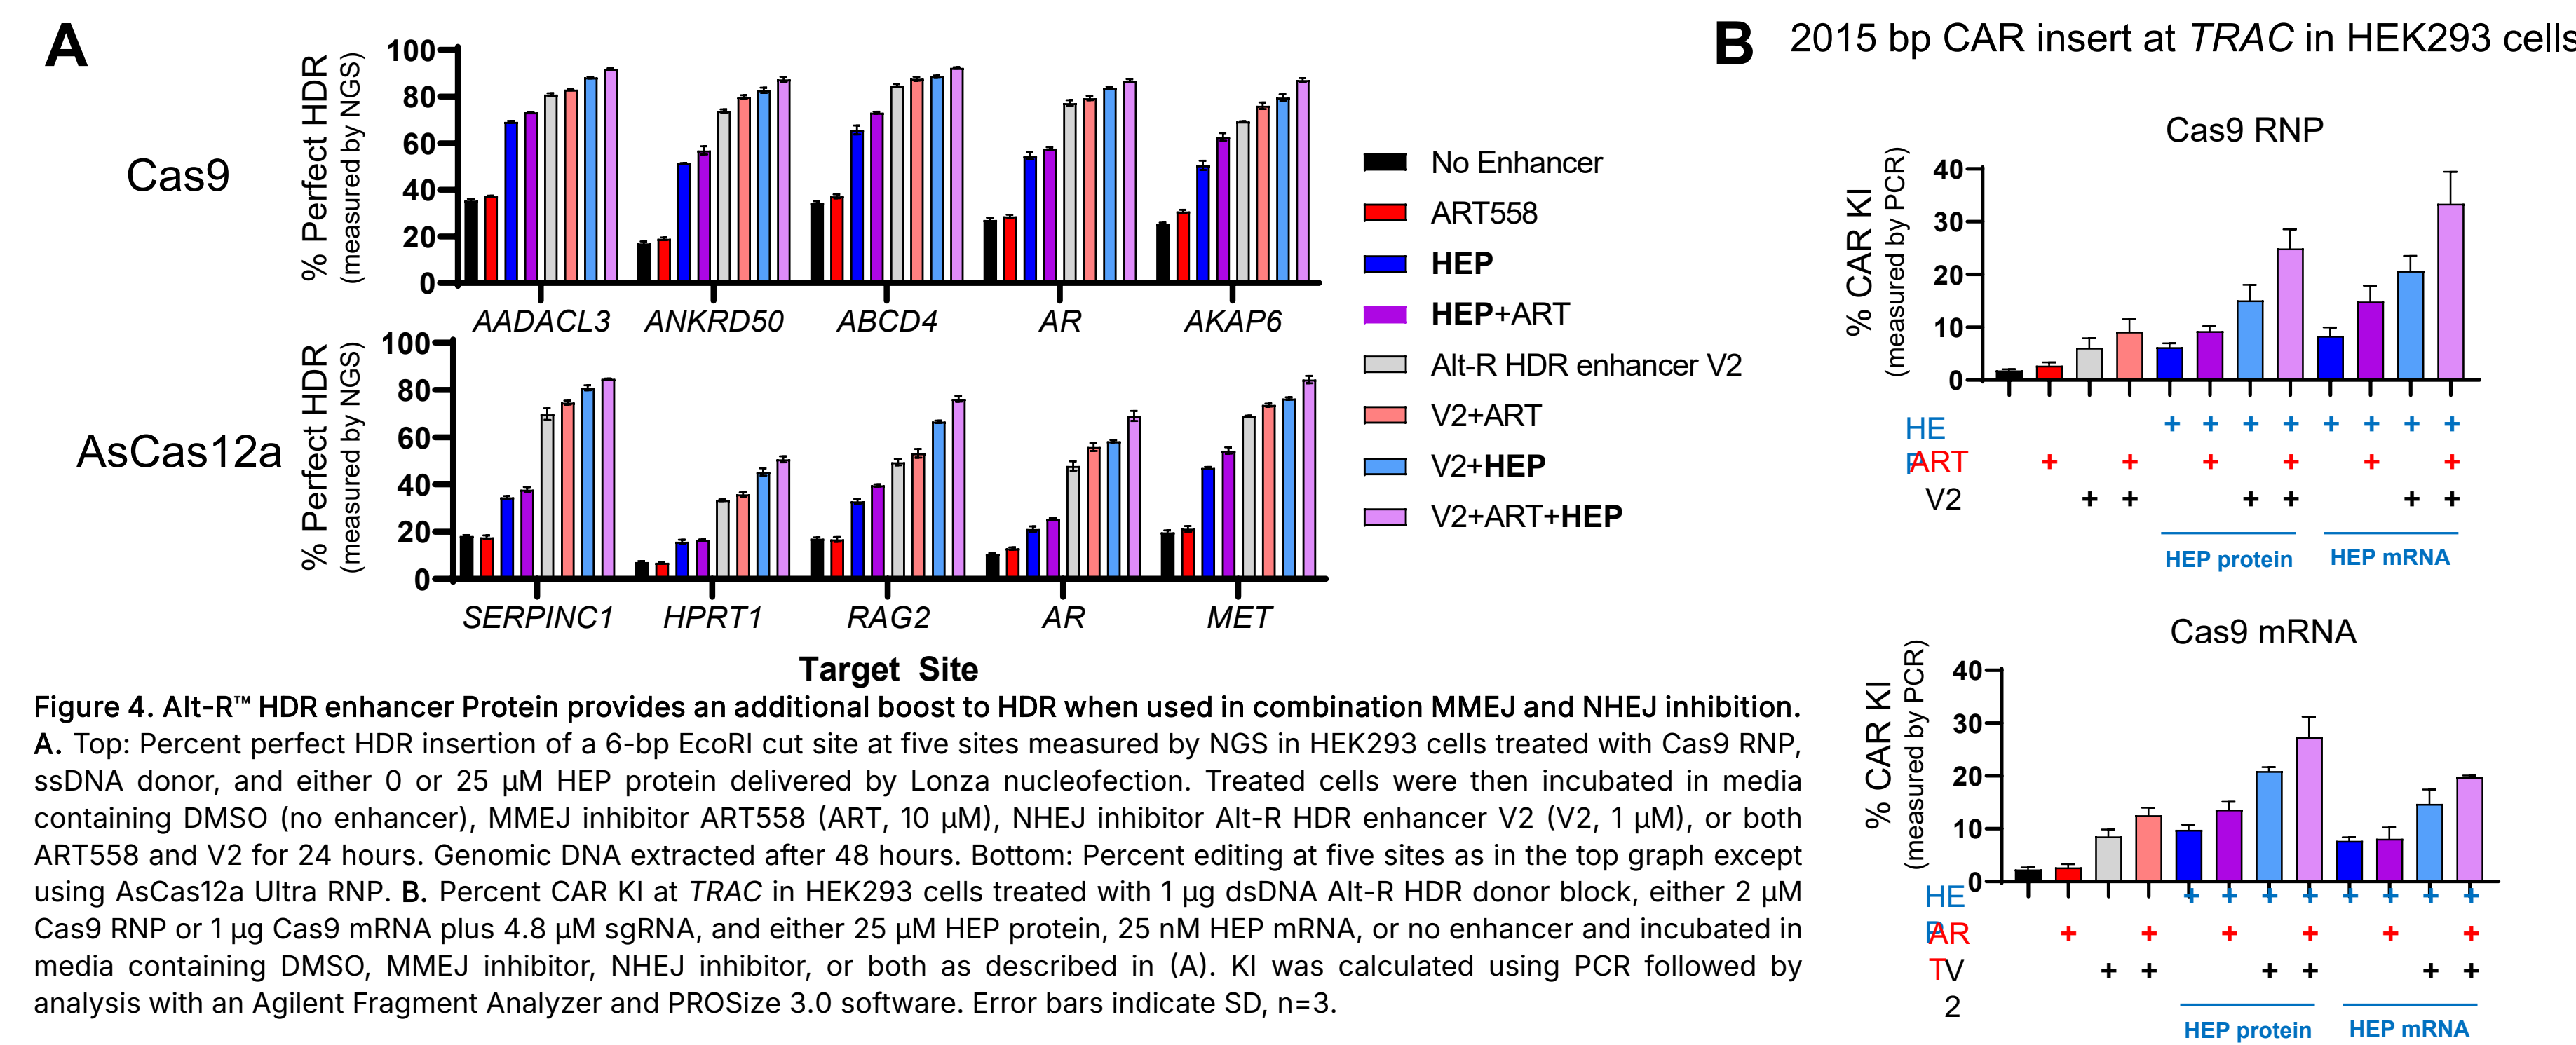 A
Cas9
% Perfect HDR
(measured by NGS)
100
80
60
40
20
0
AADACL3 ANKRD50 ABCD4 AR AKAP6
AsCas12a
% Perfect HDR
(measured by NGS)
100
80
60
40
20
0
SERPINC1 HPRT1 RAG2 AR MET
Target Site
No Enhancer
ART558
HEP
HEP+ART
Alt-R HDR enhancer V2
V2+ART
V2+HEP
V2+ART+HEP
B 2015 bp CAR insert at TRAC in HEK293 cells
Cas9 RNP
% CAR KI
(measured by PCR)
40
30
20
10
0
HE + + + + + + + +
P
ART + + + + + +
V2 + + + + + +
HEP protein HEP mRNA
Cas9 mRNA
% CAR KI
(measured by PCR)
40
30
20
10
0
HE + + + + + + + +
P
AR + + + + + +
T
V + + + + + +
2
HEP protein HEP mRNA
Figure 4. Alt-R™ HDR enhancer Protein provides an additional boost to HDR when used in combination MMEJ and NHEJ inhibition.
A. Top: Percent perfect HDR insertion of a 6-bp EcoRI cut site at five sites measured by NGS in HEK293 cells treated with Cas9 RNP,
ssDNA donor, and either 0 or 25 µM HEP protein delivered by Lonza nucleofection. Treated cells were then incubated in media
containing DMSO (no enhancer), MMEJ inhibitor ART558 (ART, 10 µM), NHEJ inhibitor Alt-R HDR enhancer V2 (V2, 1 µM), or both
ART558 and V2 for 24 hours. Genomic DNA extracted after 48 hours. Bottom: Percent editing at five sites as in the top graph except
using AsCas12a Ultra RNP. B. Percent CAR KI at TRAC in HEK293 cells treated with 1 µg dsDNA Alt-R HDR donor block, either 2 µM
Cas9 RNP or 1 µg Cas9 mRNA plus 4.8 µM sgRNA, and either 25 µM HEP protein, 25 nM HEP mRNA, or no enhancer and incubated in
media containing DMSO, MMEJ inhibitor, NHEJ inhibitor, or both as described in (A). KI was calculated using PCR followed by
analysis with an Agilent Fragment Analyzer and PROSize 3.0 software. Error bars indicate SD, n=3.